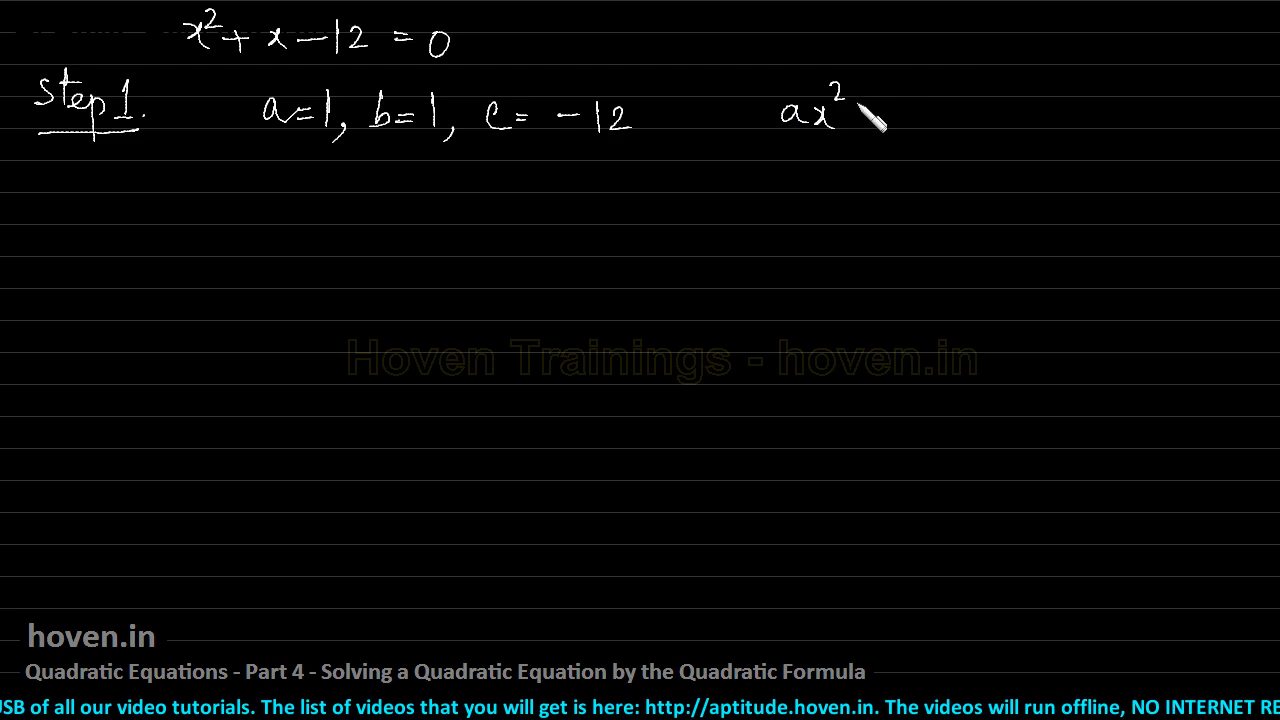 x² + x - 12 = 0
Step 1. a = 1, b = 1, c = -12 ax²
Hoven Trainings - hoven.in
hoven.in
Quadratic Equations - Part 4 - Solving a Quadratic Equation by the Quadratic Formula
USB of all our video tutorials. The list of videos that you will get is here: http://aptitude.hoven.in. The videos will run offline, NO INTERNET RE